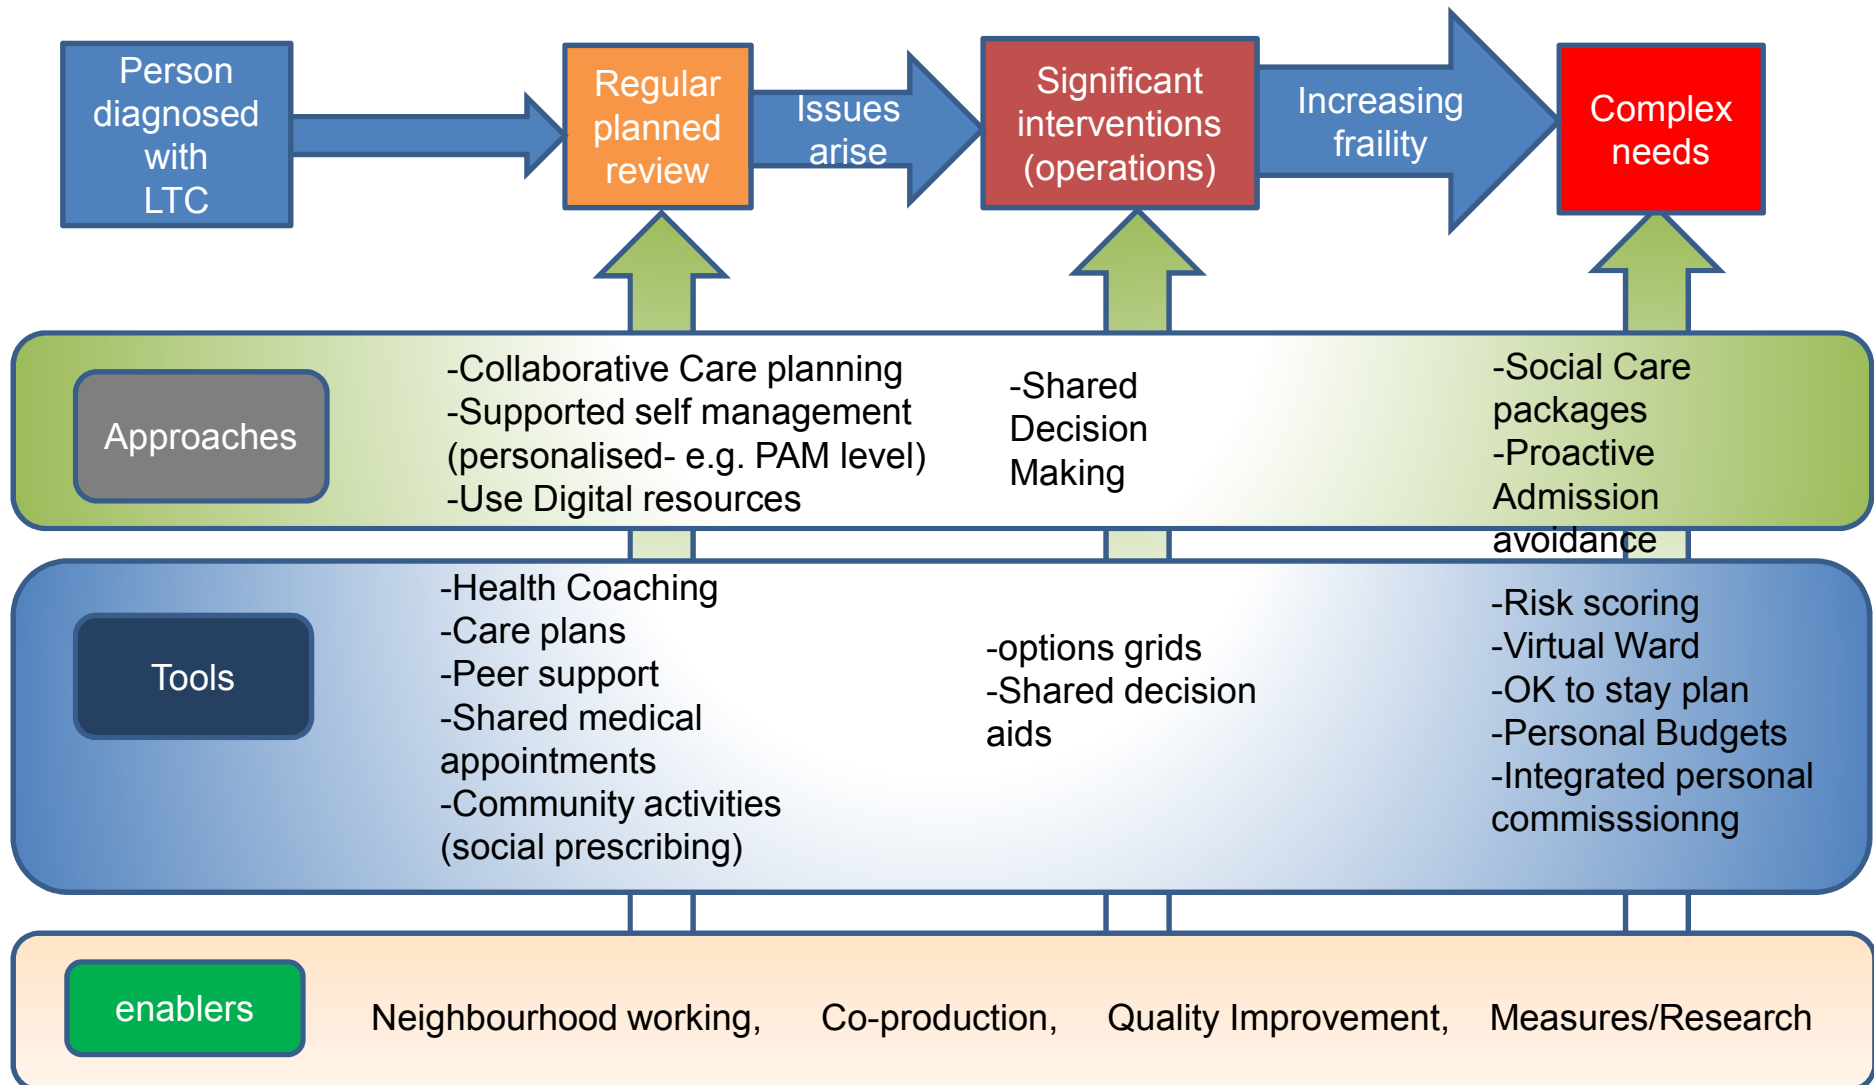 Person
diagnosed
with
LTC
Regular
planned
review
Issues
arise
Significant
interventions
(operations)
Increasing
fraility
Complex
needs
Approaches
-Collaborative Care planning
-Supported self management
(personalised- e.g. PAM level)
-Use Digital resources
-Shared
Decision
Making
-Social Care
packages
-Proactive
Admission
avoidance
Tools
-Health Coaching
-Care plans
-Peer support
-Shared medical
appointments
-Community activities
(social prescribing)
-options grids
-Shared decision
aids
-Risk scoring
-Virtual Ward
-OK to stay plan
-Personal Budgets
-Integrated personal
commisssionng
enablers
Neighbourhood working, Co-production, Quality Improvement, Measures/Research